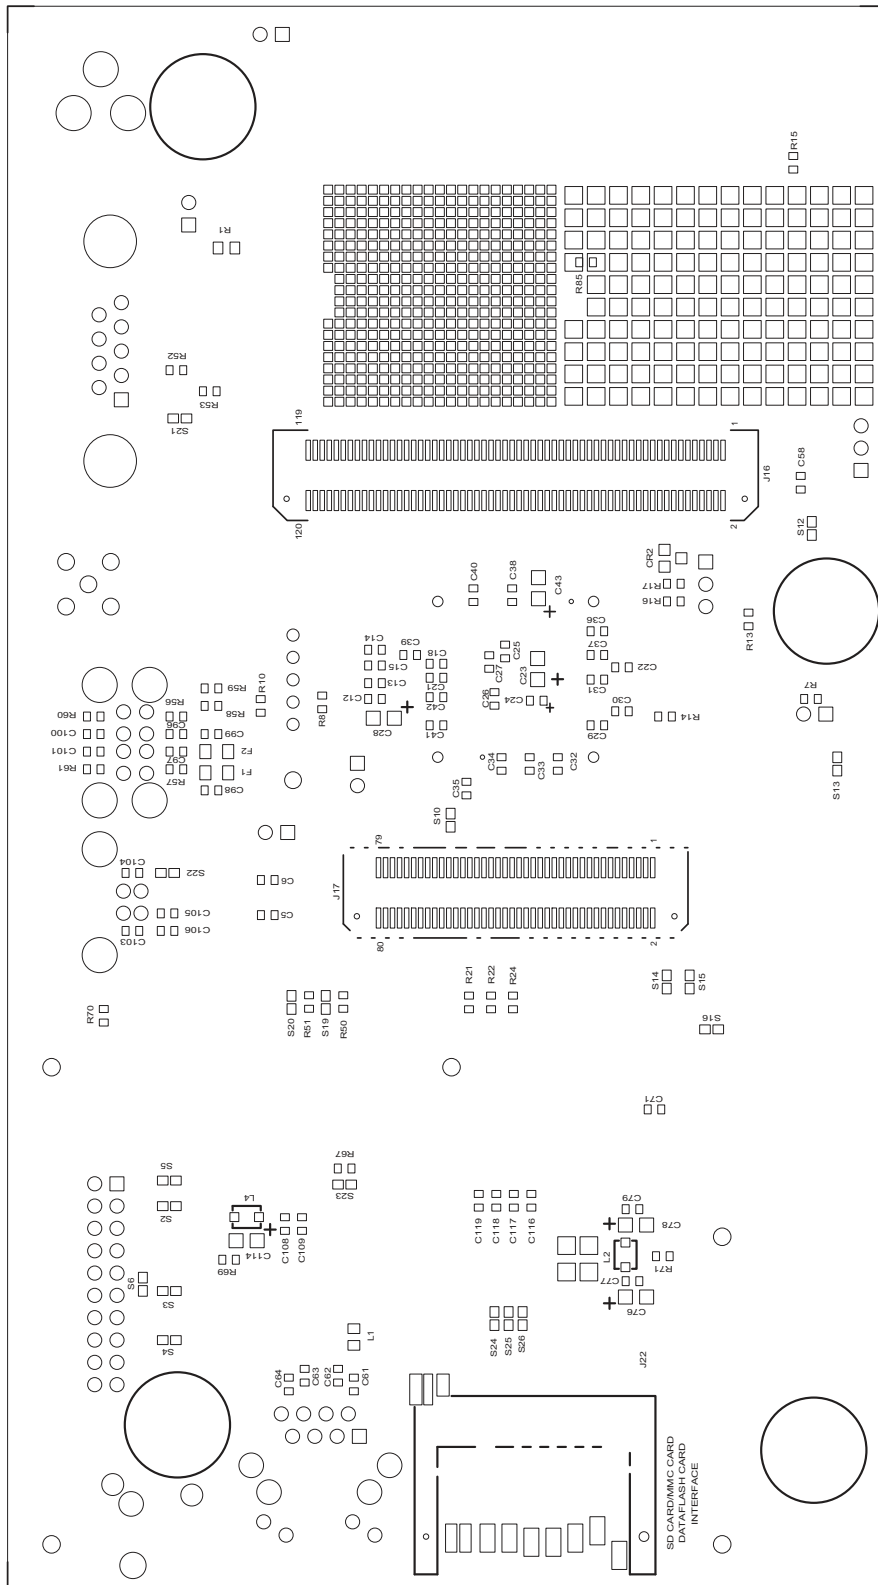 R15
R1
R85
R52
R53
S21
119
1
J16
C58
120
2
S12
C40
C38
C43
CR2
R17
R16
R13
C14
C39
C15
C18
C25
C36
C37
C27
C23
C22
C13
C21
C31
C12
C42
C26
C24
C30
C28
C41
C29
R14
R7
R59
R10
R56
R58
R8
R60
C96
C99
C100
F2
C101
C97
R61
R57
F1
C98
C34
C33
C32
C35
S10
S13
79
1
J17
80
2
C104
S22
C6
C105
C5
C106
C103
R21
R22
R24
S14
S15
R70
S20
R51
S19
R50
S16
C71
R67
S5
S23
S2
L4
C79
C78
C119
C118
C117
C116
C108
C109
C114
L2
R71
R69
C77
S6
S3
C76
S24
S25
S26
S4
L1
J22
C64
C63
C62
C61
SD CARD/MMC CARD
DATAFLASH CARD
INTERFACE